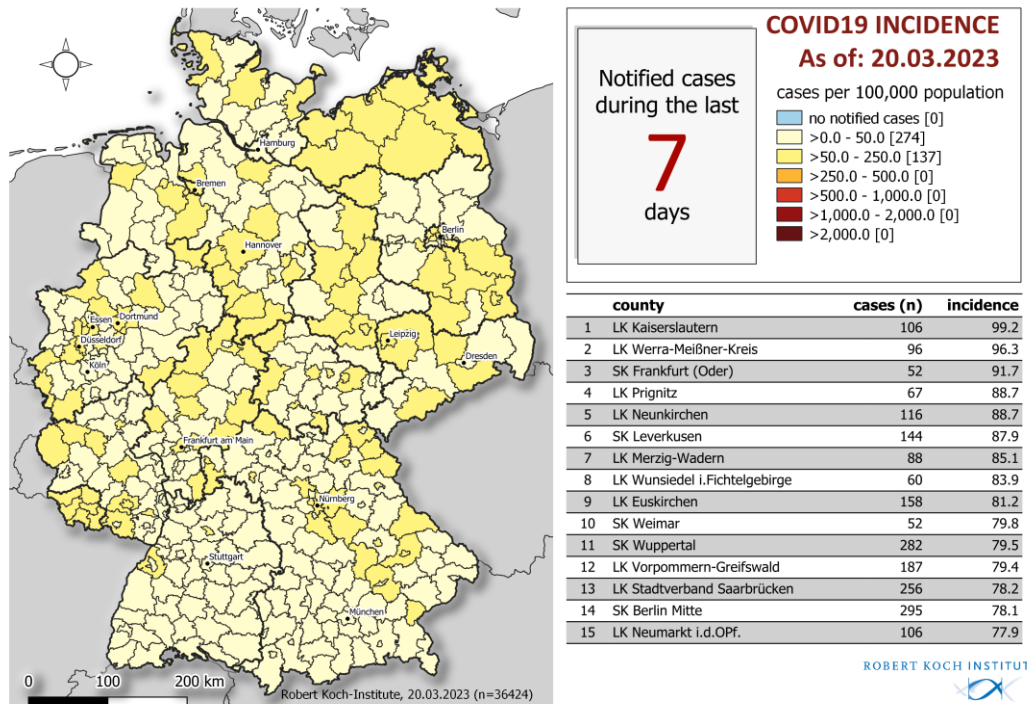 Hamburg
Bremen
Berlin
Hannover
Essen
Dortmund
Düsseldorf
Köln
Leipzig
Dresden
Frankfurt am Main
Nürnberg
Stuttgart
München
0 100 200 km
Robert Koch-Institute, 20.03.2023 (n=36424)
Notified cases
during the last
7
days
COVID19 INCIDENCE
As of: 20.03.2023
cases per 100,000 population
no notified cases [0]
>0.0 - 50.0 [274]
>50.0 - 250.0 [137]
>250.0 - 500.0 [0]
>500.0 - 1,000.0 [0]
>1,000.0 - 2,000.0 [0]
>2,000.0 [0]
county cases (n) incidence
1 LK Kaiserslautern 106 99.2
2 LK Werra-Meißner-Kreis 96 96.3
3 SK Frankfurt (Oder) 52 91.7
4 LK Prignitz 67 88.7
5 LK Neunkirchen 116 88.7
6 SK Leverkusen 144 87.9
7 LK Merzig-Wadern 88 85.1
8 LK Wunsiedel i.Fichtelgebirge 60 83.9
9 LK Euskirchen 158 81.2
10 SK Weimar 52 79.8
11 SK Wuppertal 282 79.5
12 LK Vorpommern-Greifswald 187 79.4
13 LK Stadtverband Saarbrücken 256 78.2
14 SK Berlin Mitte 295 78.1
15 LK Neumarkt i.d.OPf. 106 77.9
ROBERT KOCH INSTITUT